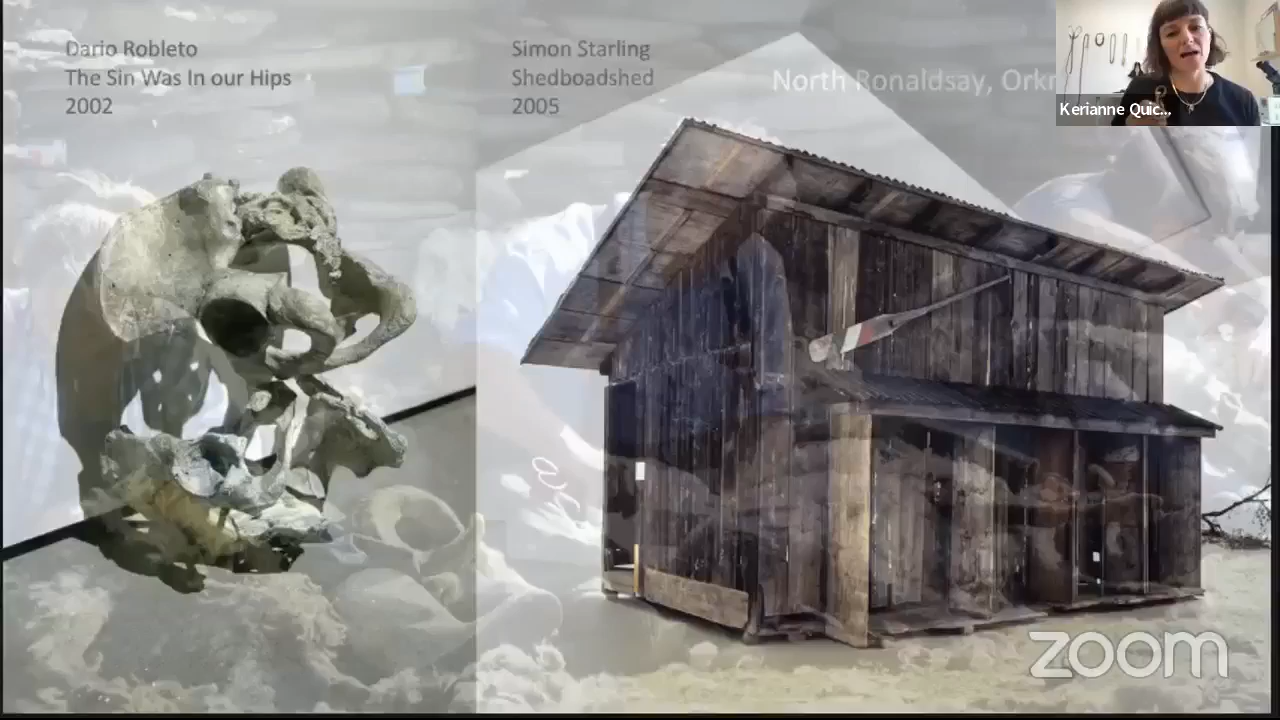 Dario Robleto
The Sin Was In our Hips
2002
Simon Starling
Shedboadshed
2005
North Ronaldsay, Orkn
Kerianne Quic...
zoom